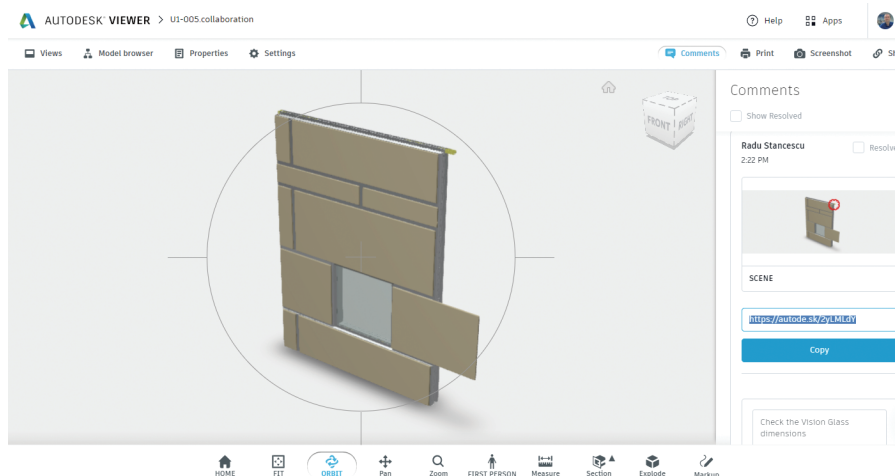 AUTODESK® VIEWER > U1-005.collaboration
Help
Apps
Views
Model browser
Properties
Settings
Comments
Print
Screenshot
TOP
FRONT
RIGHT
Comments
Show Resolved
Radu Stancescu
2:22 PM
SCENE
https://autode.sk/2yLMLdY
Copy
Check the Vision Glass
dimensions
HOME
FIT
ORBIT
Pan
Zoom
FIRST PERSON
Measure
Section
Explode
Markup